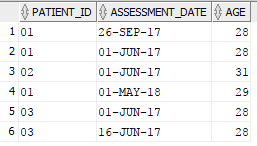 PATIENT_ID ASSESSMENT_DATE AGE
1 01 26-SEP-17 28
2 01 01-JUN-17 28
3 02 01-JUN-17 31
4 01 01-MAY-18 29
5 03 01-JUN-17 28
6 03 16-JUN-17 28